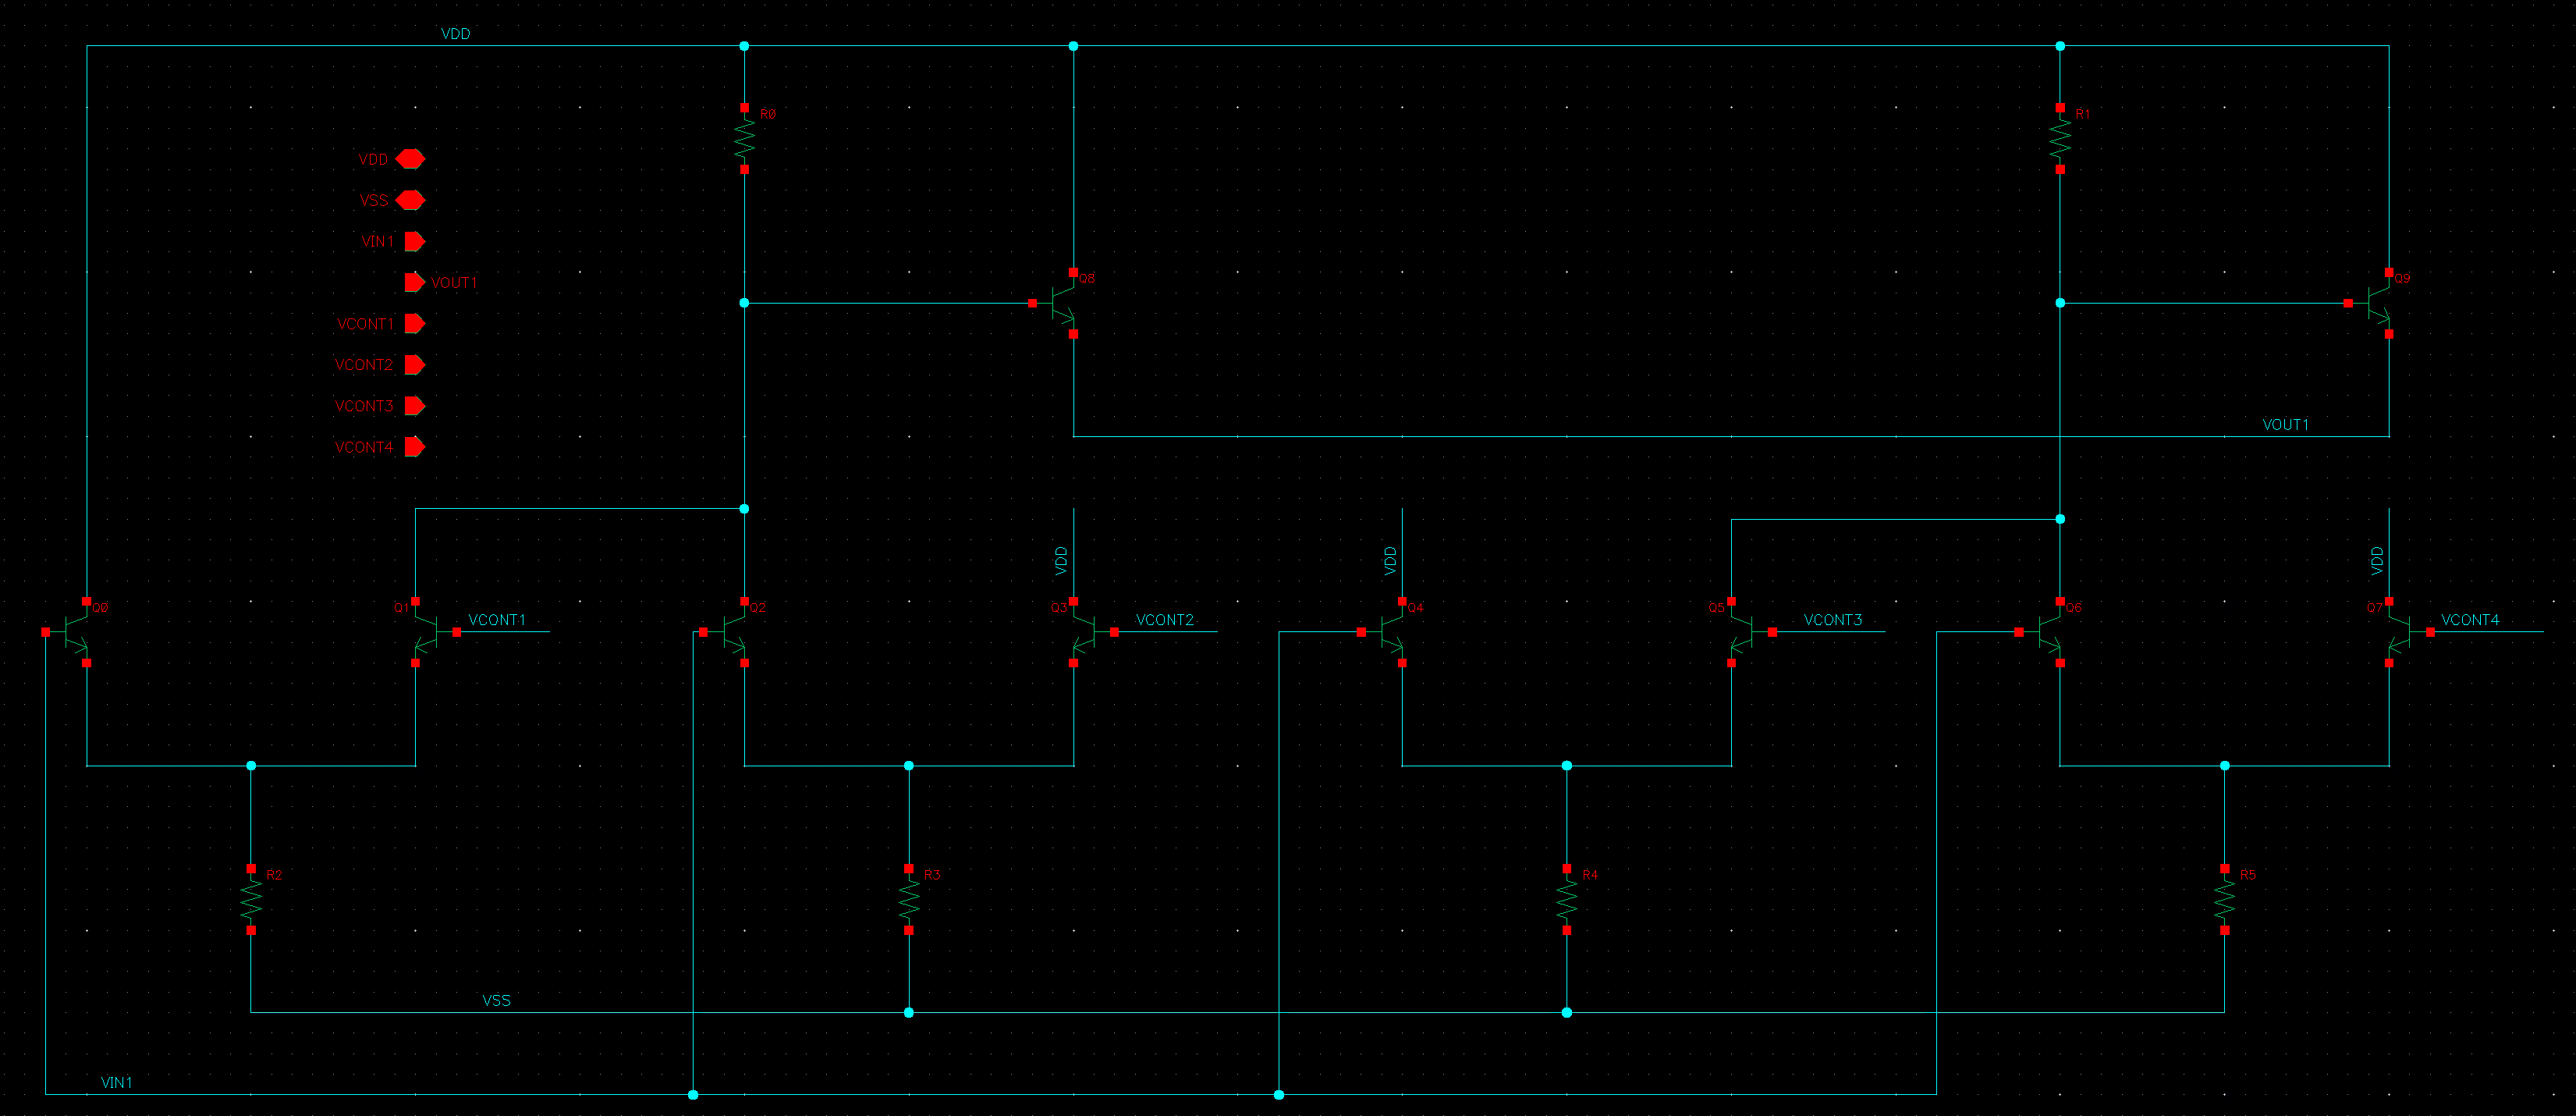 VDD
R0
R1
VDD
VSS
VIN1
VOUT1
VCONT1
VCONT2
VCONT3
VCONT4
Q8
Q9
VOUT1
VDD
VDD
VDD
Q0
Q1
VCONT1
Q2
Q3
VCONT2
Q4
Q5
VCONT3
Q6
Q7
VCONT4
R2
R3
R4
R5
VSS
VIN1